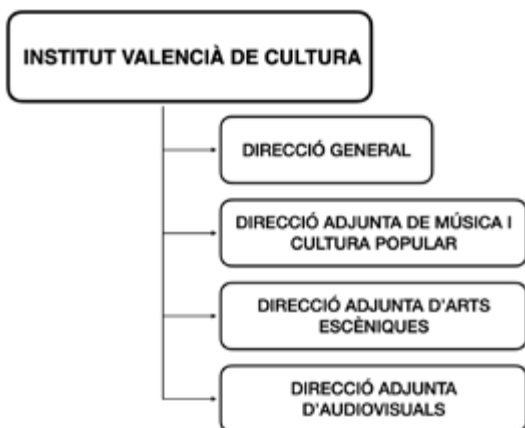 INSTITUT VALENCIÀ DE CULTURA
DIRECCIÓ GENERAL
DIRECCIÓ ADJUNTA DE MÚSICA I
CULTURA POPULAR
DIRECCIÓ ADJUNTA D'ARTS
ESCÈNIQUES
DIRECCIÓ ADJUNTA
D'AUDIOVISUALS